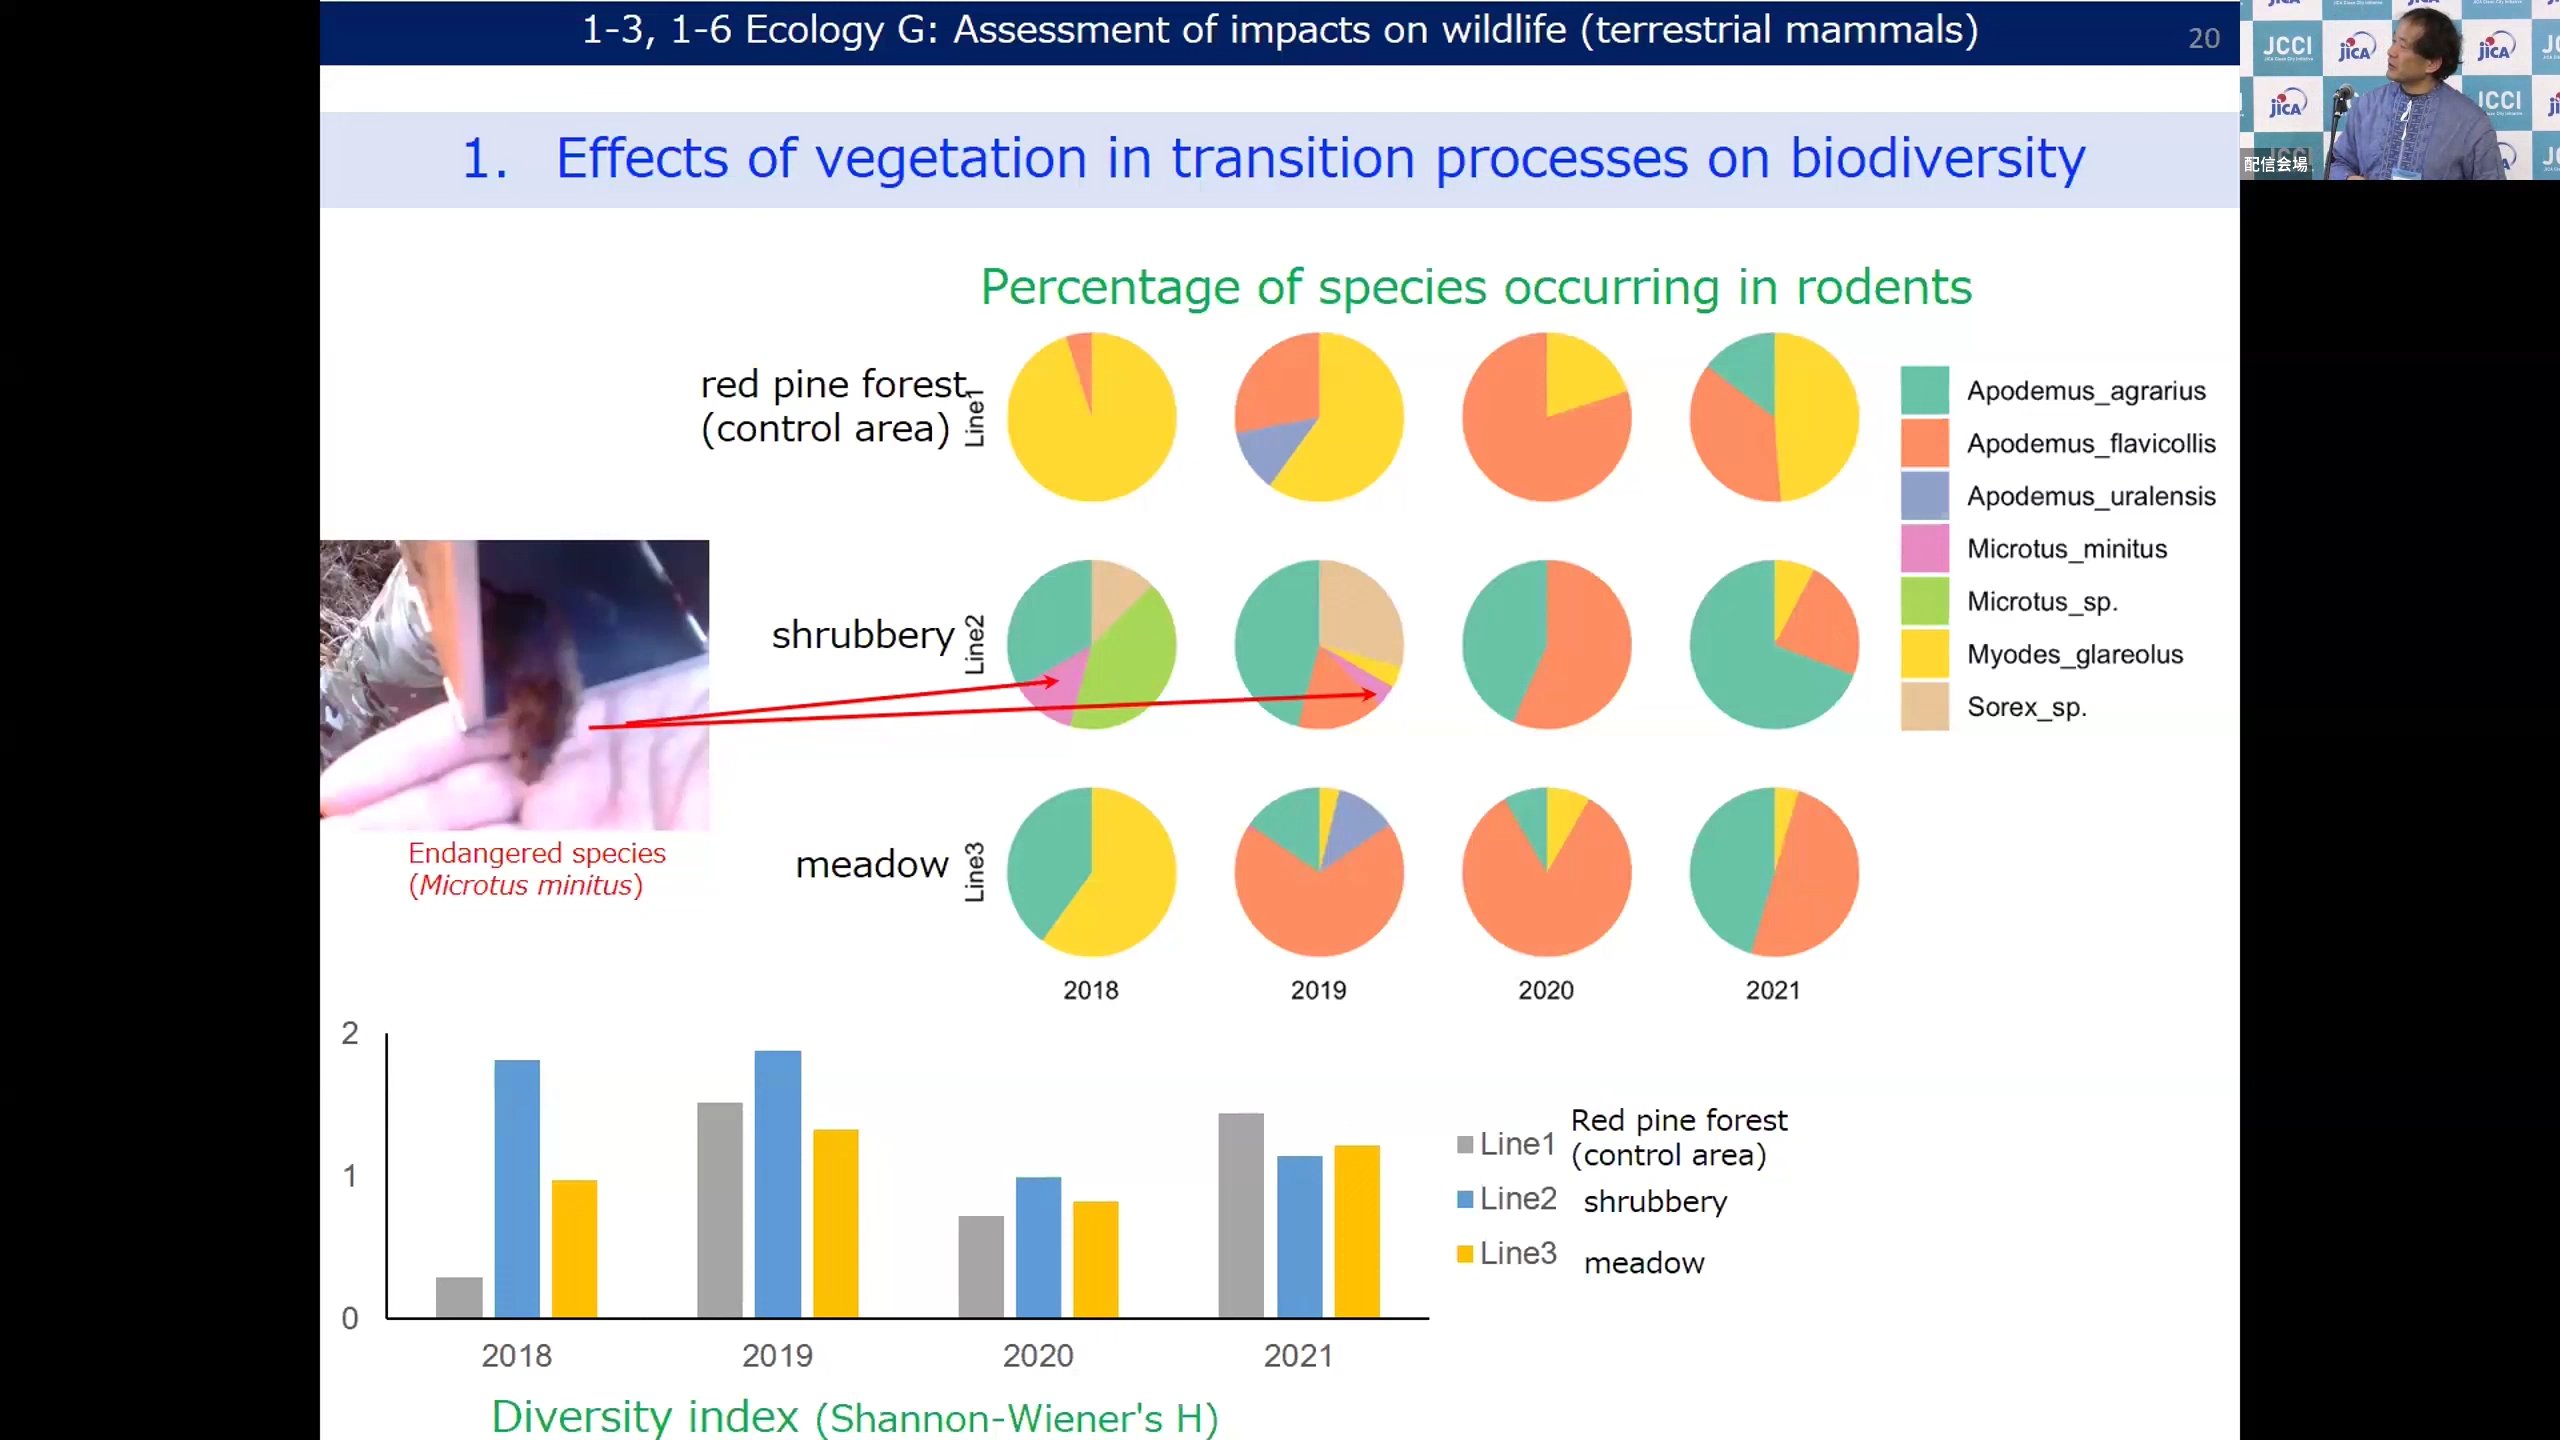 1-3, 1-6 Ecology G: Assessment of impacts on wildlife (terrestrial mammals)
20
1. Effects of vegetation in transition processes on biodiversity
Percentage of species occurring in rodents
red pine forest
(control area)
Line1
shrubbery
Line2
meadow
Line3
2018
2019
2020
2021
Apodemus_agrarius
Apodemus_flavicollis
Apodemus_uralensis
Microtus_minitus
Microtus_sp.
Myodes_glareolus
Sorex_sp.
Endangered species
(Microtus minitus)
2
1
0
2018
2019
2020
2021
Line1
Red pine forest
(control area)
Line2
shrubbery
Line3
meadow
Diversity index (Shannon-Wiener's H)
JCCI
JICA
JICA
JICA
JCCI
配信会場